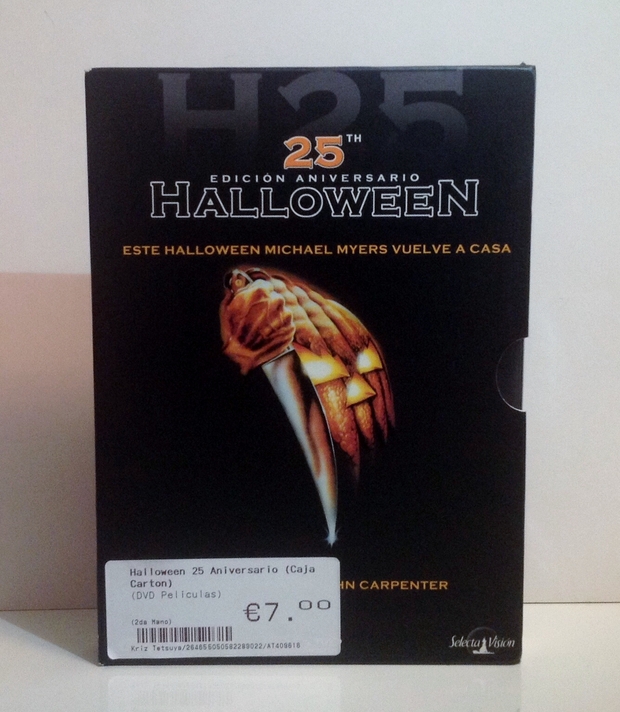 H25
25TH
EDICIÓN ANIVERSARIO
HALLOWEEN
ESTE HALLOWEEN MICHAEL MYERS VUELVE A CASA
HN CARPENTER
Halloween 25 Aniversario (Caja
Carton)
(DVD Peliculas)
€7.00
(2da Mano)
Selecta Visión